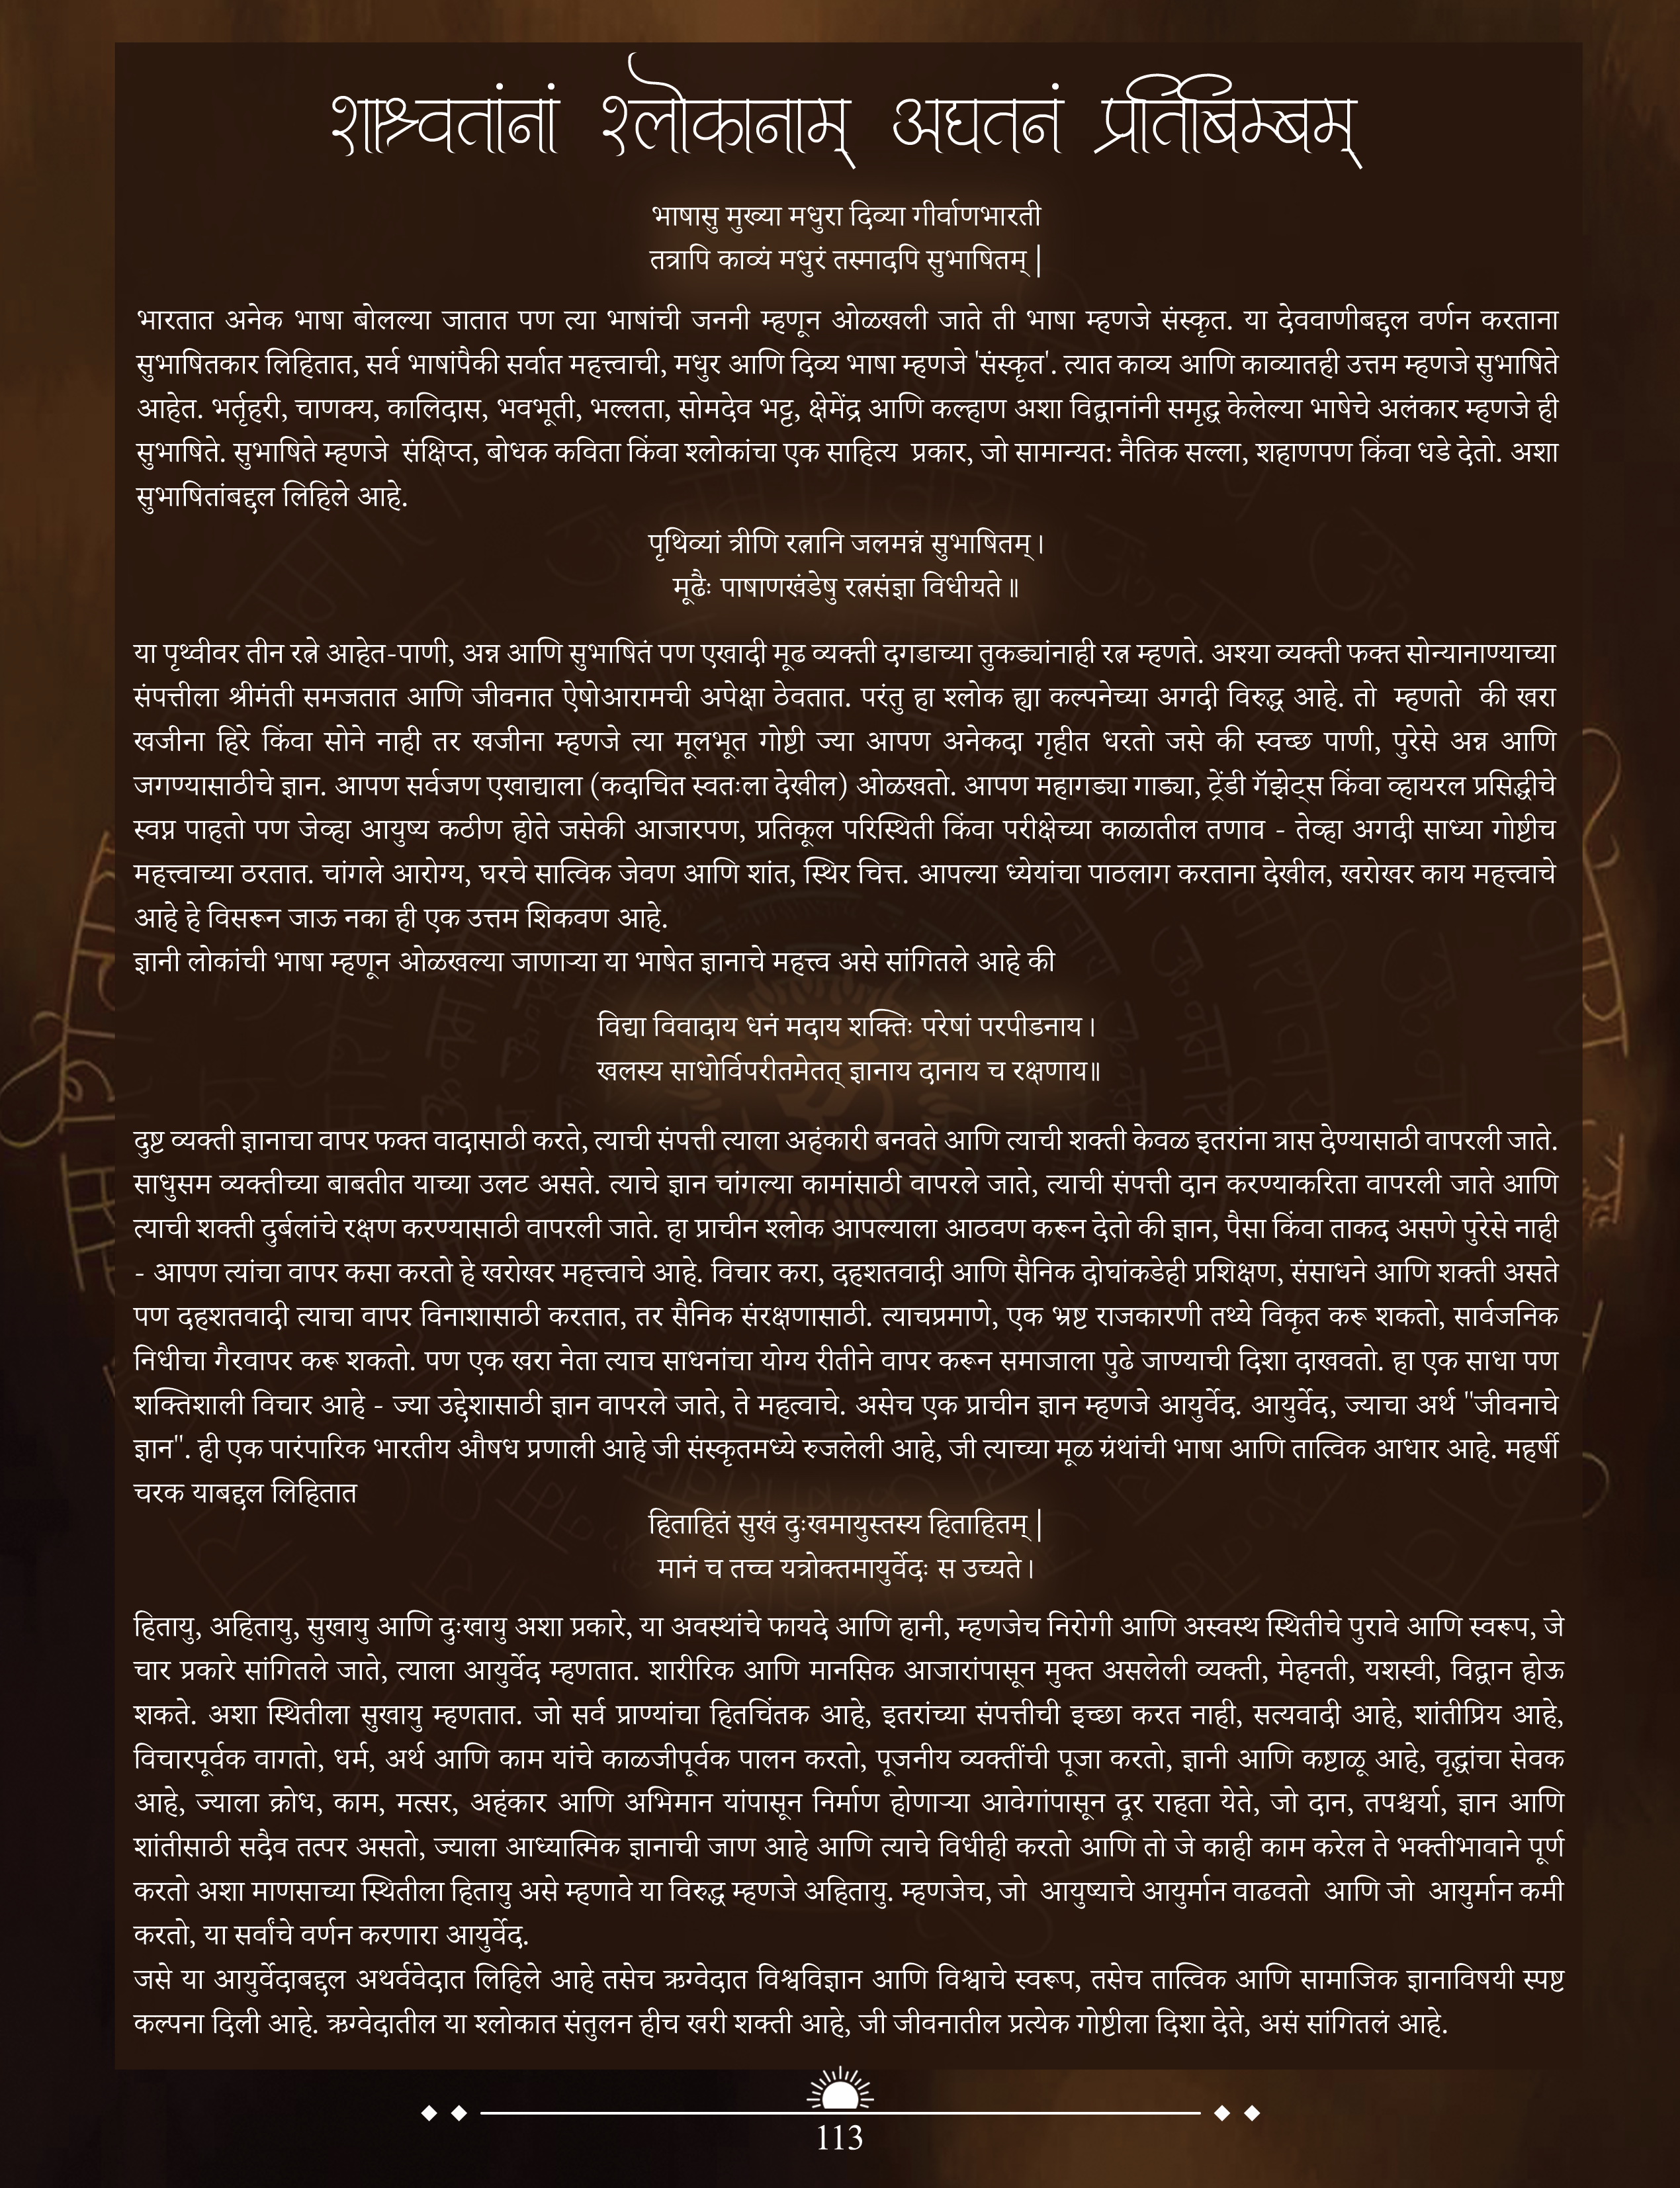 शाश्वतांनां श्लोकानाम् अद्यतनं प्रतिबिम्बम्
भाषासु मुख्या मधुरा दिव्या गीर्वाणभारती
तत्रापि काव्यं मधुरं तस्मादपि सुभाषितम् |
भारतात अनेक भाषा बोलल्या जातात पण त्या भाषांची जननी म्हणून ओळखली जाते ती भाषा म्हणजे संस्कृत. या देववाणीबद्दल वर्णन करताना
सुभाषितकार लिहितात, सर्व भाषांपैकी सर्वात महत्त्वाची, मधुर आणि दिव्य भाषा म्हणजे 'संस्कृत'. त्यात काव्य आणि काव्यातही उत्तम म्हणजे सुभाषिते
आहेत. भर्तृहरी, चाणक्य, कालिदास, भवभूती, भल्लता, सोमदेव भट्ट, क्षेमेंद्र आणि कल्हाण अशा विद्वानांनी समृद्ध केलेल्या भाषेचे अलंकार म्हणजे ही
सुभाषिते. सुभाषिते म्हणजे संक्षिप्त, बोधक कविता किंवा श्लोकांचा एक साहित्य प्रकार, जो सामान्यत: नैतिक सल्ला, शहाणपण किंवा धडे देतो. अशा
सुभाषितांबद्दल लिहिले आहे.
पृथिव्यां त्रीणि रत्नानि जलमन्नं सुभाषितम्।
मूढैः पाषाणखंडेषु रत्नसंज्ञा विधीयते॥
या पृथ्वीवर तीन रत्ने आहेत-पाणी, अन्न आणि सुभाषितं पण एखादी मूढ व्यक्ती दगडाच्या तुकड्यांनाही रत्न म्हणते. अश्या व्यक्ती फक्त सोन्यानाण्याच्या
संपत्तीला श्रीमंती समजतात आणि जीवनात ऐषोआरामची अपेक्षा ठेवतात. परंतु हा श्लोक ह्या कल्पनेच्या अगदी विरुद्ध आहे. तो म्हणतो की खरा
खजीना हिरे किंवा सोने नाही तर खजीना म्हणजे त्या मूलभूत गोष्टी ज्या आपण अनेकदा गृहीत धरतो जसे की स्वच्छ पाणी, पुरेसे अन्न आणि
जगण्यासाठीचे ज्ञान. आपण सर्वजण एखाद्याला (कदाचित स्वतःला देखील) ओळखतो. आपण महागड्या गाड्या, ट्रेंडी गॅझेट्स किंवा व्हायरल प्रसिद्धीचे
स्वप्न पाहतो पण जेव्हा आयुष्य कठीण होते जसेकी आजारपण, प्रतिकूल परिस्थिती किंवा परीक्षेच्या काळातील तणाव - तेव्हा अगदी साध्या गोष्टीच
महत्त्वाच्या ठरतात. चांगले आरोग्य, घरचे सात्विक जेवण आणि शांत, स्थिर चित्त. आपल्या ध्येयांचा पाठलाग करताना देखील, खरोखर काय महत्त्वाचे
आहे हे विसरून जाऊ नका ही एक उत्तम शिकवण आहे.
ज्ञानी लोकांची भाषा म्हणून ओळखल्या जाणाऱ्या या भाषेत ज्ञानाचे महत्त्व असे सांगितले आहे की
विद्या विवादाय धनं मदाय शक्तिः परेषां परपीडनाय।
खलस्य साधोर्विपरीतमेतत् ज्ञानाय दानाय च रक्षणाय॥
दुष्ट व्यक्ती ज्ञानाचा वापर फक्त वादासाठी करते, त्याची संपत्ती त्याला अहंकारी बनवते आणि त्याची शक्ती केवळ इतरांना त्रास देण्यासाठी वापरली जाते.
साधुसम व्यक्तीच्या बाबतीत याच्या उलट असते. त्याचे ज्ञान चांगल्या कामांसाठी वापरले जाते, त्याची संपत्ती दान करण्याकरिता वापरली जाते आणि
त्याची शक्ती दुर्बलांचे रक्षण करण्यासाठी वापरली जाते. हा प्राचीन श्लोक आपल्याला आठवण करून देतो की ज्ञान, पैसा किंवा ताकद असणे पुरेसे नाही
- आपण त्यांचा वापर कसा करतो हे खरोखर महत्त्वाचे आहे. विचार करा, दहशतवादी आणि सैनिक दोघांकडेही प्रशिक्षण, संसाधने आणि शक्ती असते
पण दहशतवादी त्याचा वापर विनाशासाठी करतात, तर सैनिक संरक्षणासाठी. त्याचप्रमाणे, एक भ्रष्ट राजकारणी तथ्ये विकृत करू शकतो, सार्वजनिक
निधीचा गैरवापर करू शकतो. पण एक खरा नेता त्याच साधनांचा योग्य रीतीने वापर करून समाजाला पुढे जाण्याची दिशा दाखवतो. हा एक साधा पण
शक्तिशाली विचार आहे - ज्या उद्देशासाठी ज्ञान वापरले जाते, ते महत्वाचे. असेच एक प्राचीन ज्ञान म्हणजे आयुर्वेद. आयुर्वेद, ज्याचा अर्थ "जीवनाचे
ज्ञान". ही एक पारंपारिक भारतीय औषध प्रणाली आहे जी संस्कृतमध्ये रुजलेली आहे, जी त्याच्या मूळ ग्रंथांची भाषा आणि तात्विक आधार आहे. महर्षी
चरक याबद्दल लिहितात
हिताहितं सुखं दुःखमायुस्तस्य हिताहितम् |
मानं च तच्च यत्रोक्तमायुर्वेदः स उच्यते।
हितायु, अहितायु, सुखायु आणि दुःखायु अशा प्रकारे, या अवस्थांचे फायदे आणि हानी, म्हणजेच निरोगी आणि अस्वस्थ स्थितीचे पुरावे आणि स्वरूप, जे
चार प्रकारे सांगितले जाते, त्याला आयुर्वेद म्हणतात. शारीरिक आणि मानसिक आजारांपासून मुक्त असलेली व्यक्ती, मेहनती, यशस्वी, विद्वान होऊ
शकते. अशा स्थितीला सुखायु म्हणतात. जो सर्व प्राण्यांचा हितचिंतक आहे, इतरांच्या संपत्तीची इच्छा करत नाही, सत्यवादी आहे, शांतीप्रिय आहे,
विचारपूर्वक वागतो, धर्म, अर्थ आणि काम यांचे काळजीपूर्वक पालन करतो, पूजनीय व्यक्तींची पूजा करतो, ज्ञानी आणि कष्टाळू आहे, वृद्धांचा सेवक
आहे, ज्याला क्रोध, काम, मत्सर, अहंकार आणि अभिमान यांपासून निर्माण होणाऱ्या आवेगांपासून दूर राहता येते, जो दान, तपश्चर्या, ज्ञान आणि
शांतीसाठी सदैव तत्पर असतो, ज्याला आध्यात्मिक ज्ञानाची जाण आहे आणि त्याचे विधीही करतो आणि तो जे काही काम करेल ते भक्तीभावाने पूर्ण
करतो अशा माणसाच्या स्थितीला हितायु असे म्हणावे या विरुद्ध म्हणजे अहितायु. म्हणजेच, जो आयुष्याचे आयुर्मान वाढवतो आणि जो आयुर्मान कमी
करतो, या सर्वांचे वर्णन करणारा आयुर्वेद.
जसे या आयुर्वेदाबद्दल अथर्ववेदात लिहिले आहे तसेच ऋग्वेदात विश्वविज्ञान आणि विश्वाचे स्वरूप, तसेच तात्विक आणि सामाजिक ज्ञानाविषयी स्पष्ट
कल्पना दिली आहे. ऋग्वेदातील या श्लोकात संतुलन हीच खरी शक्ती आहे, जी जीवनातील प्रत्येक गोष्टीला दिशा देते, असं सांगितलं आहे.
113